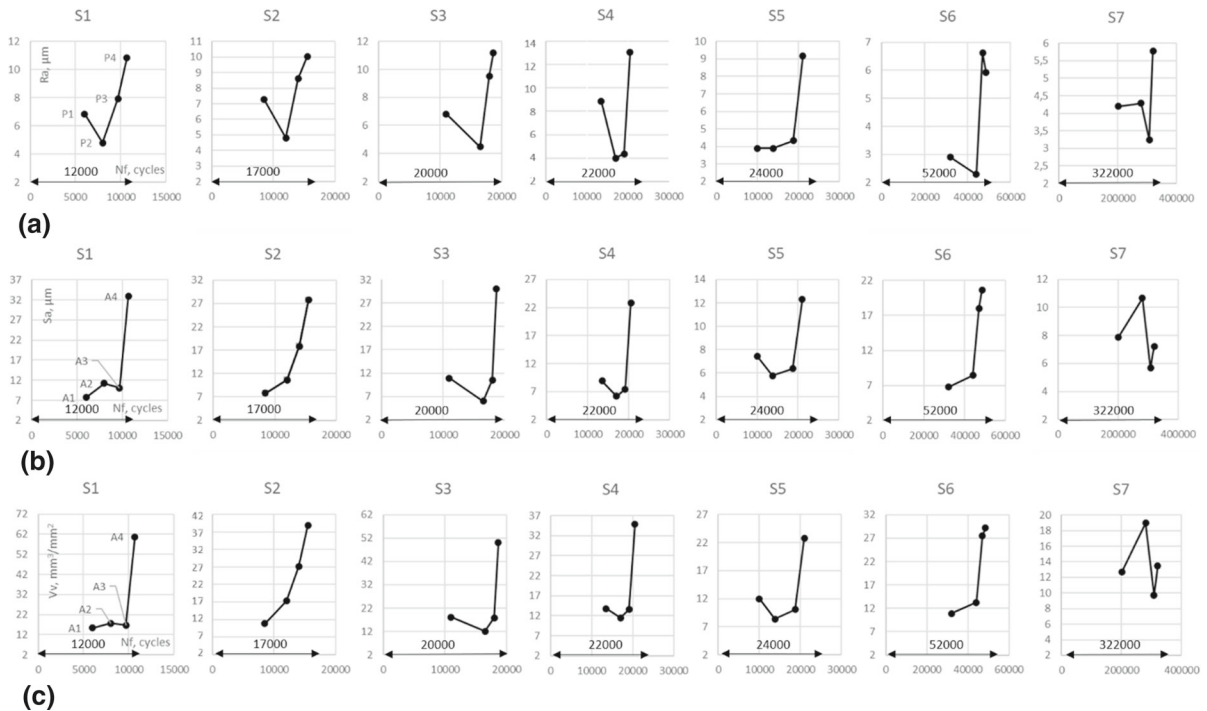 S1
Ra, μm
12
10
8
6
4
2
P1
P2
P3
P4
12000
Nf, cycles
0 5000 10000 15000
S2
11
10
9
8
7
6
5
4
3
2
17000
0 10000 20000
S3
12
10
8
6
4
2
20000
0 10000 20000
S4
14
12
10
8
6
4
2
22000
0 10000 20000 30000
S5
10
9
8
7
6
5
4
3
2
24000
0 10000 20000 30000
S6
7
6
5
4
3
2
52000
0 20000 40000 60000
S7
6
5,5
5
4,5
4
3,5
3
2,5
2
322000
0 200000 400000
(a)
S1
Sa, μm
37
32
27
22
17
12
7
2
A1
A2
A3
A4
12000
Nf, cycles
0 5000 10000 15000
S2
32
27
22
17
12
7
2
17000
0 5000 10000 15000 20000
S3
32
27
22
17
12
7
2
20000
0 5000 10000 15000 20000
S4
27
22
17
12
7
2
22000
0 10000 20000 30000
S5
14
12
10
8
6
4
2
24000
0 10000 20000 30000
S6
22
17
12
7
2
52000
0 20000 40000 60000
S7
12
10
8
6
4
2
322000
0 200000 400000
(b)
S1
Vv, mm³/mm²
72
62
52
42
32
22
12
2
A1
A2
A3
A4
12000
Nf, cycles
0 5000 10000 15000
S2
42
37
32
27
22
17
12
7
2
17000
0 5000 10000 15000 20000
S3
62
52
42
32
22
12
2
20000
0 5000 10000 15000 20000
S4
37
32
27
22
17
12
7
2
22000
0 10000 20000 30000
S5
27
22
17
12
7
2
24000
0 10000 20000 30000
S6
32
27
22
17
12
7
2
52000
0 20000 40000 60000
S7
20
18
16
14
12
10
8
6
4
2
322000
0 200000 400000
(c)